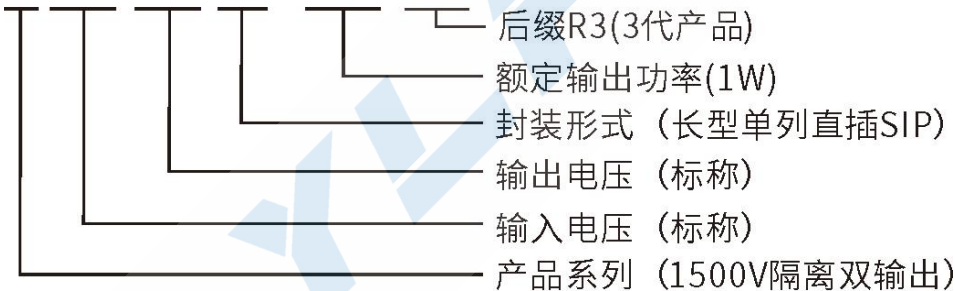 后缀R3(3代产品)
额定输出功率(1W)
封装形式（长型单列直插SIP）
输出电压（标称）
输入电压（标称）
产品系列（1500V隔离双输出）